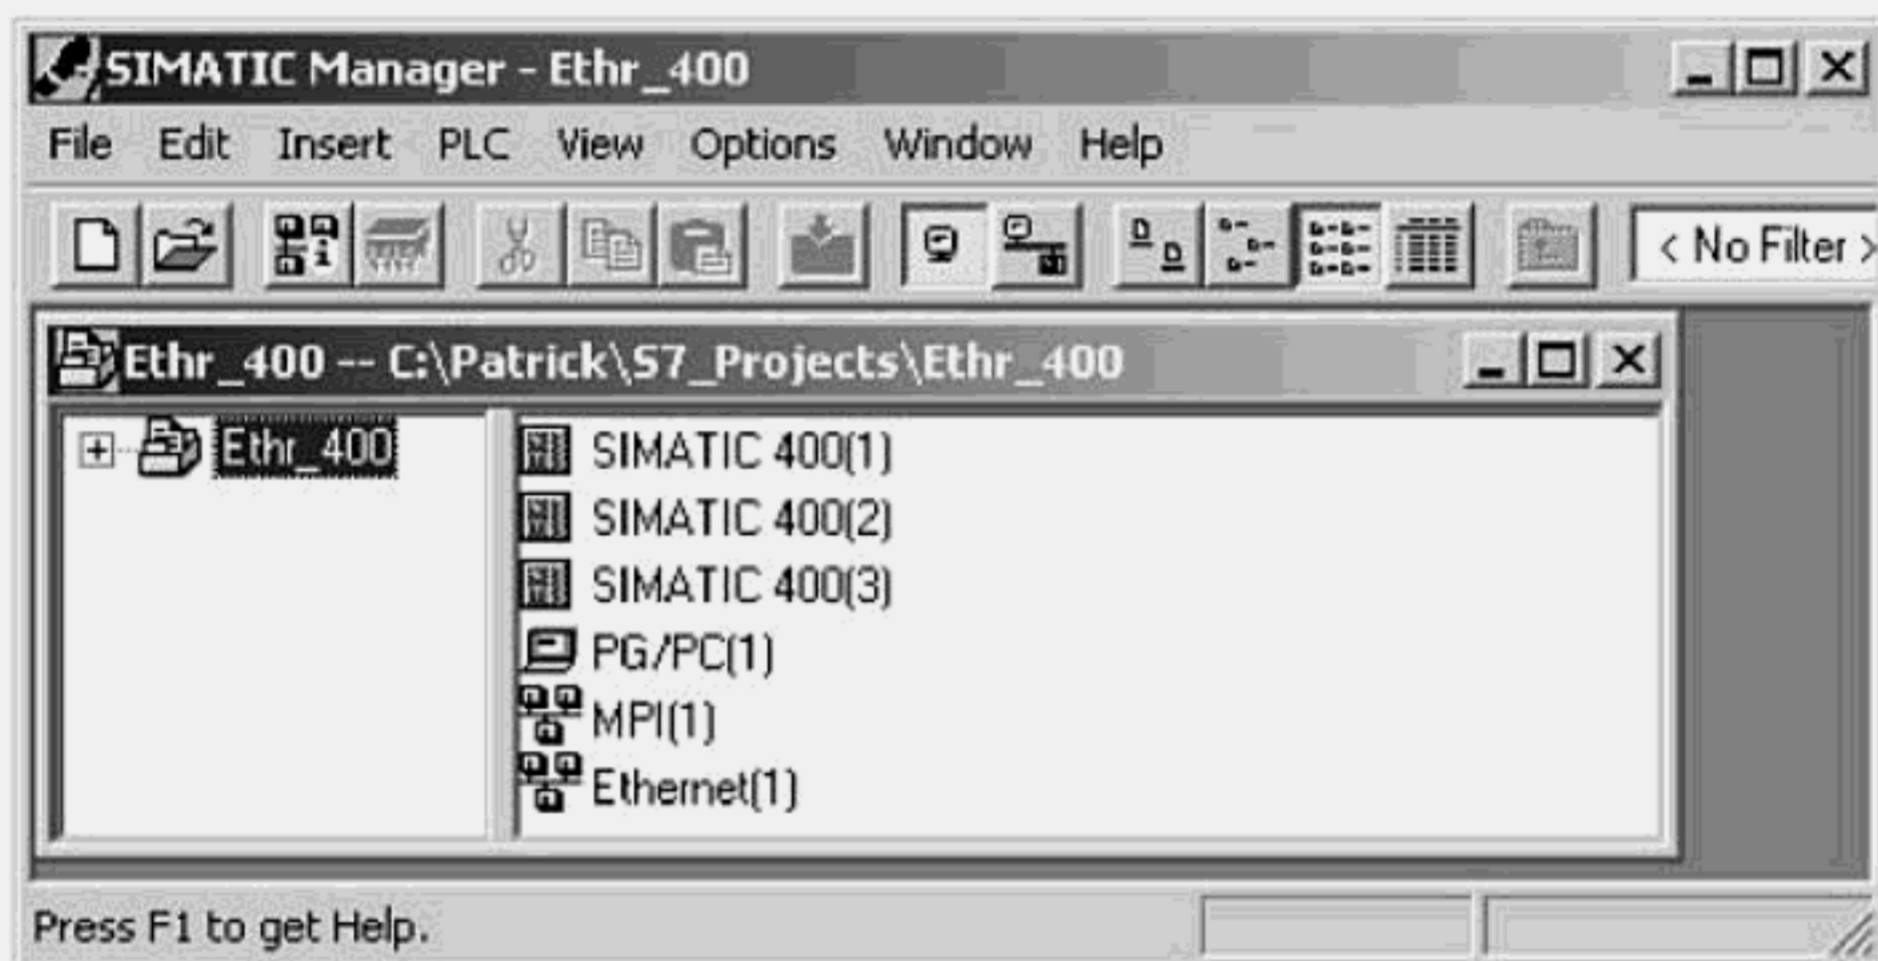 SIMATIC Manager - Ethr_400
File Edit Insert PLC View Options Window Help
< No Filter >
Ethr_400 -- C:\Patrick\S7_Projects\Ethr_400
Ethr_400
SIMATIC 400(1)
SIMATIC 400(2)
SIMATIC 400(3)
PG/PC(1)
MPI(1)
Ethernet(1)
Press F1 to get Help.